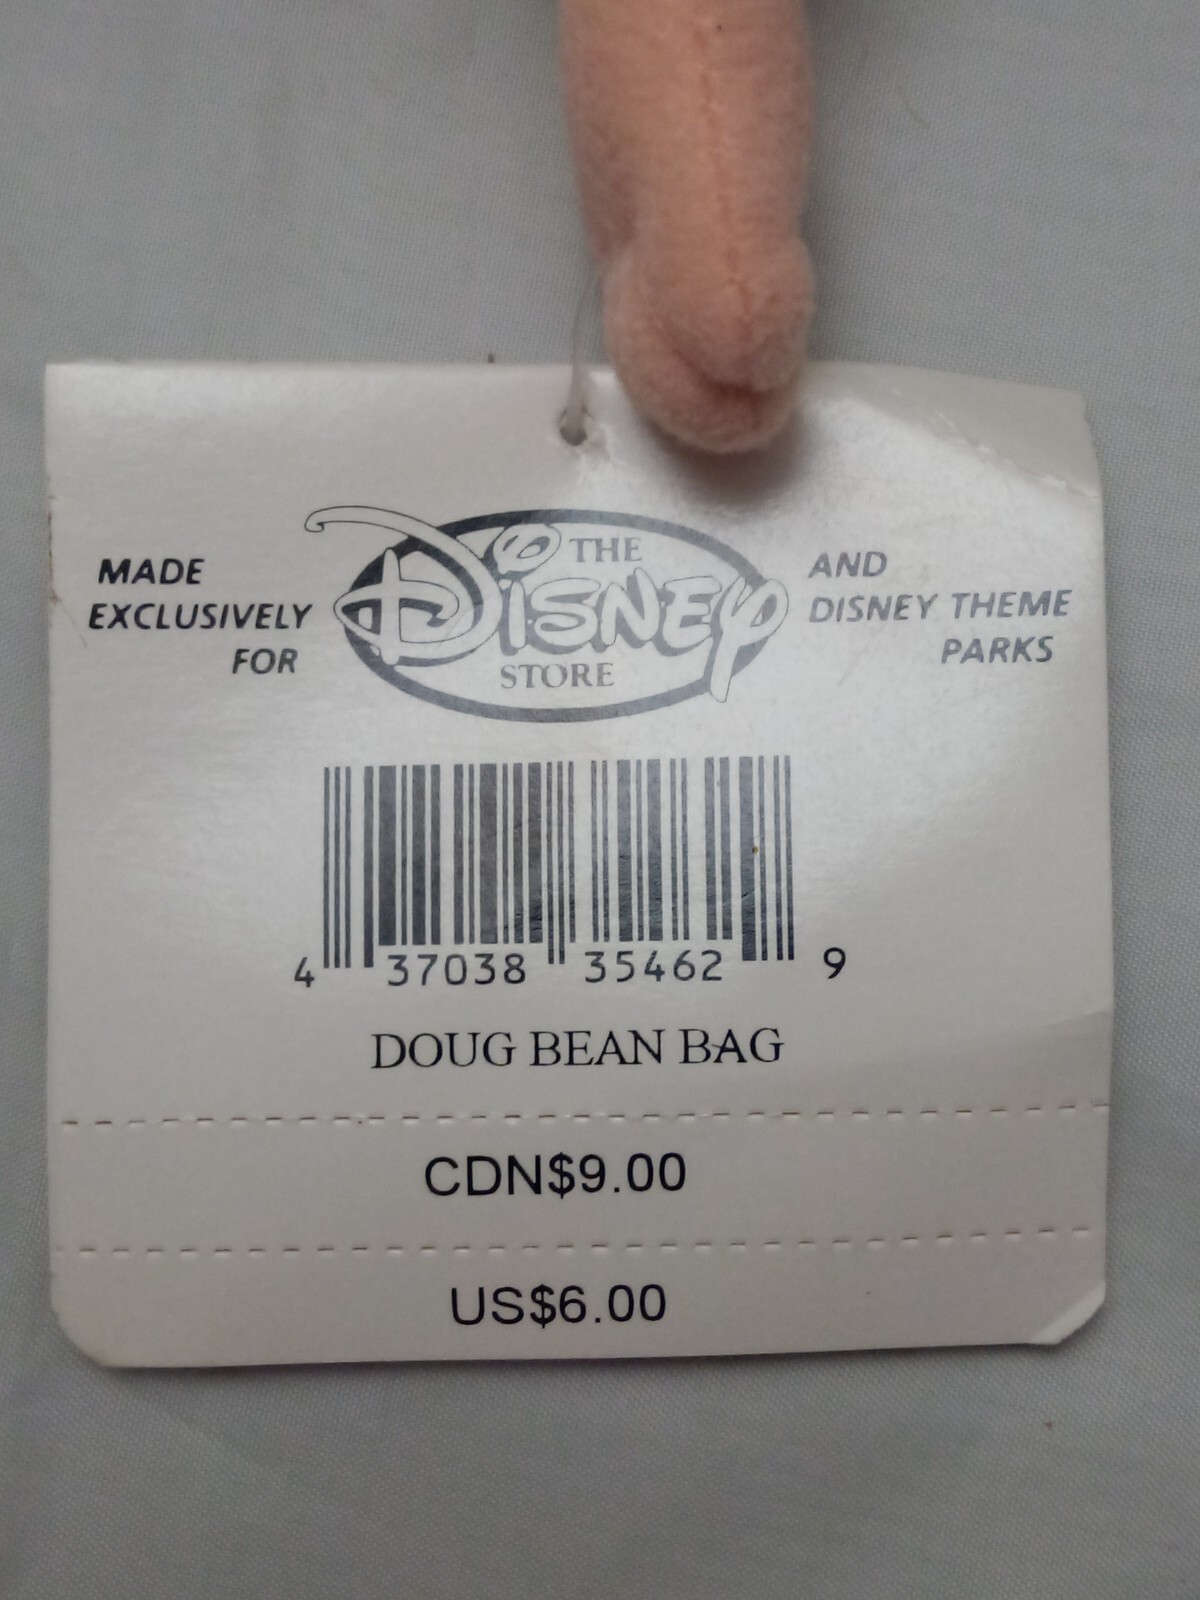 MADE
EXCLUSIVELY
FOR
THE
DISNEY
STORE
AND
DISNEY THEME
PARKS
4 37038 35462 9
DOUG BEAN BAG
CDN$9.00
US$6.00